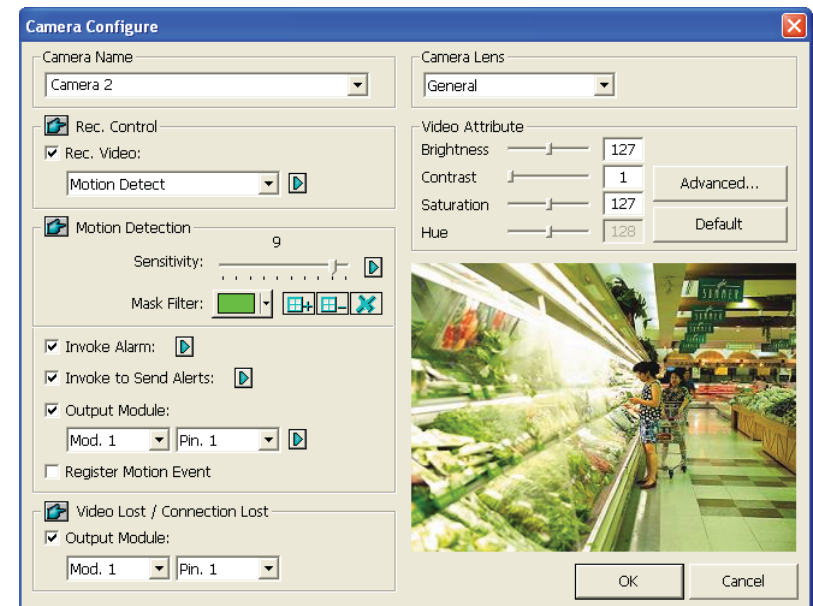 Camera Configure
Camera Name
Camera 2
Rec. Control
Rec. Video:
Motion Detect
Motion Detection
9
Sensitivity:
Mask Filter:
Invoke Alarm:
Invoke to Send Alerts:
Output Module:
Mod. 1 Pin. 1
Register Motion Event
Video Lost / Connection Lost
Output Module:
Mod. 1 Pin. 1
Camera Lens
General
Video Attribute
Brightness 127
Contrast 1
Saturation 127
Hue 128
Advanced...
Default
SUMMER
OK Cancel